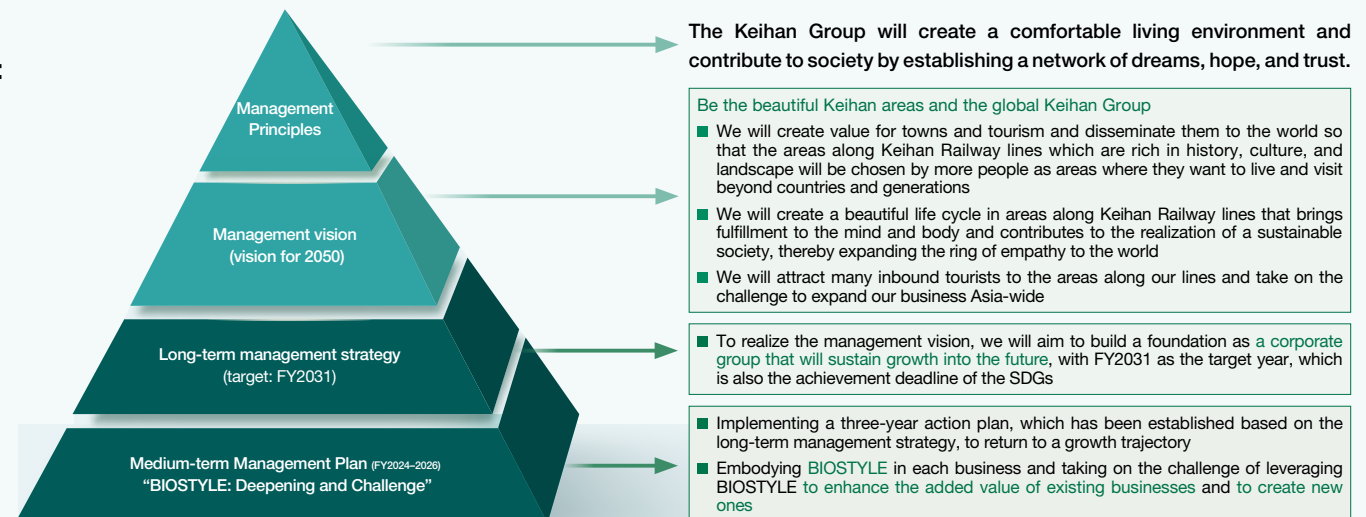 :
Management
Principles
The Keihan Group will create a comfortable living environment and
contribute to society by establishing a network of dreams, hope, and trust.
Management vision
(vision for 2050)
Be the beautiful Keihan areas and the global Keihan Group
■ We will create value for towns and tourism and disseminate them to the world so
that the areas along Keihan Railway lines which are rich in history, culture, and
landscape will be chosen by more people as areas where they want to live and visit
beyond countries and generations
■ We will create a beautiful life cycle in areas along Keihan Railway lines that brings
fulfillment to the mind and body and contributes to the realization of a sustainable
society, thereby expanding the ring of empathy to the world
■ We will attract many inbound tourists to the areas along our lines and take on the
challenge to expand our business Asia-wide
Long-term management strategy
(target: FY2031)
■ To realize the management vision, we will aim to build a foundation as a corporate
group that will sustain growth into the future, with FY2031 as the target year, which
is also the achievement deadline of the SDGs
Medium-term Management Plan (FY2024–2026)
“BIOSTYLE: Deepening and Challenge”
■ Implementing a three-year action plan, which has been established based on the
long-term management strategy, to return to a growth trajectory
■ Embodying BIOSTYLE in each business and taking on the challenge of leveraging
BIOSTYLE to enhance the added value of existing businesses and to create new
ones